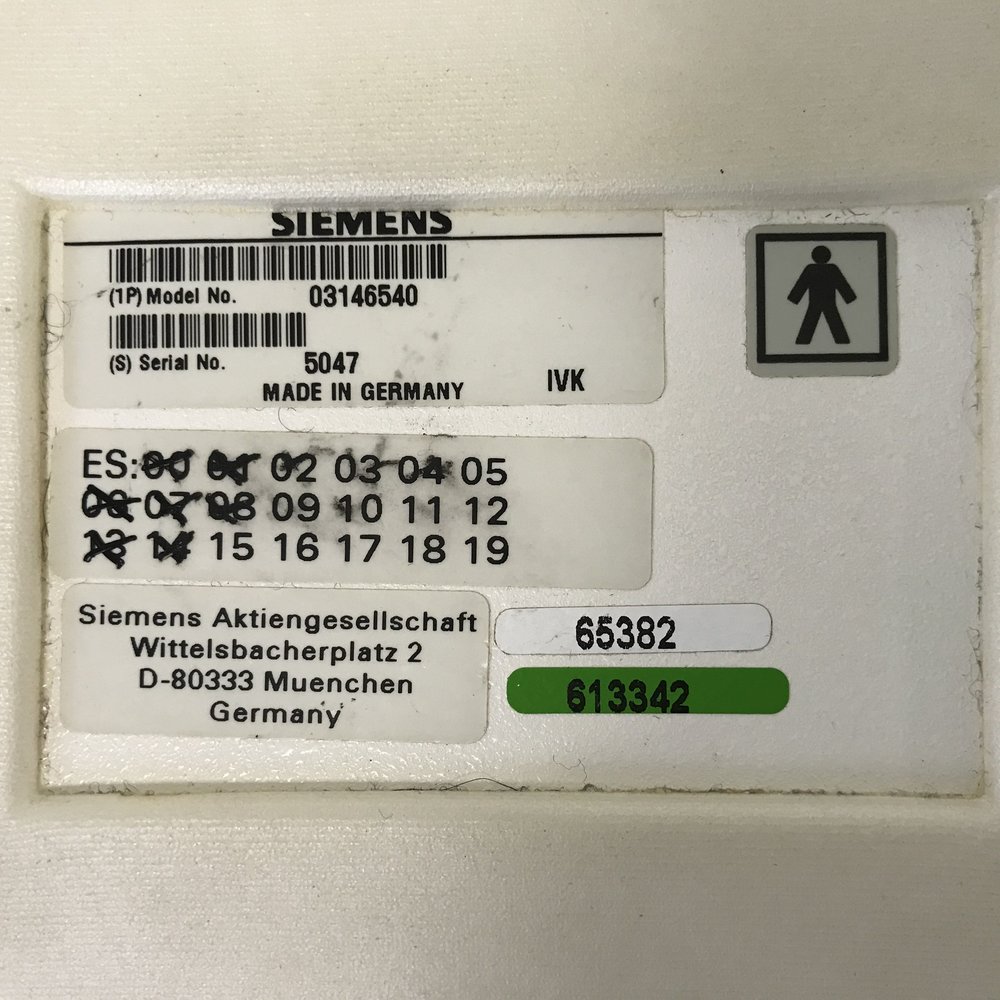 SIEMENS
(1P) Model No. 03146540
(S) Serial No. 5047
MADE IN GERMANY IVK
ES: 00 01 02 03 04 05
06 07 08 09 10 11 12
13 14 15 16 17 18 19
Siemens Aktiengesellschaft
Wittelsbacherplatz 2
D-80333 Muenchen
Germany
65382
613342